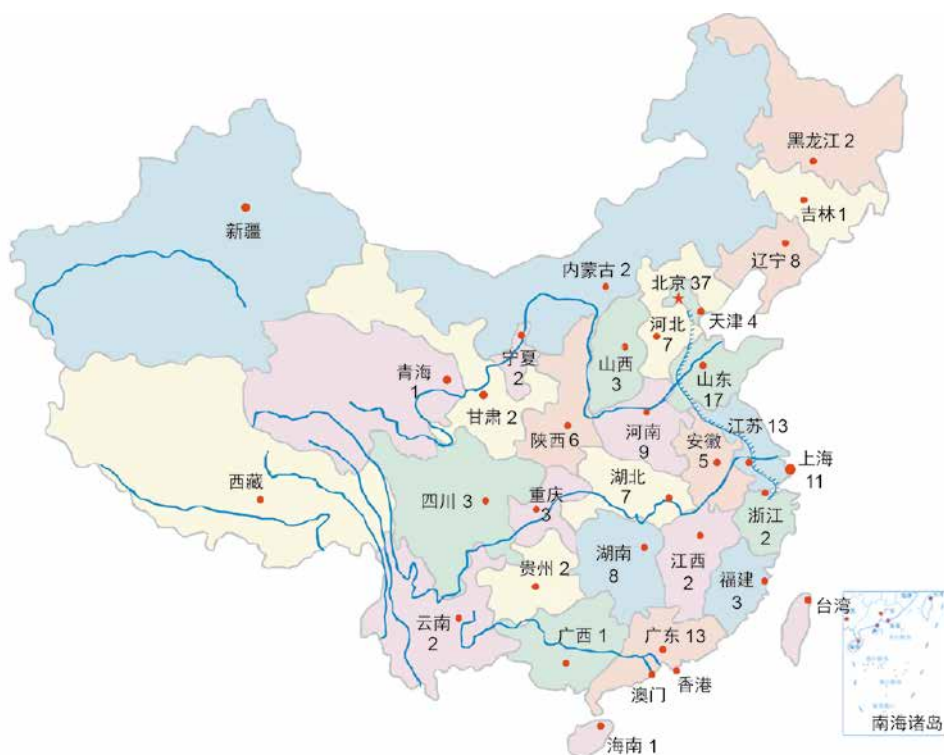 黑龙江 2
吉林 1
新疆
辽宁 8
内蒙古 2
北京 37
天津 4
河北
7
宁夏
2
山西
3
青海
1
山东
17
甘肃 2
陕西 6
河南
9
江苏 13
安徽
5
上海
11
西藏
四川 3
重庆
3
湖北
7
浙江
2
贵州 2
湖南
8
江西
2
福建
3
台湾
云南
2
广西 1
广东 13
香港
澳门
南海诸岛
海南 1